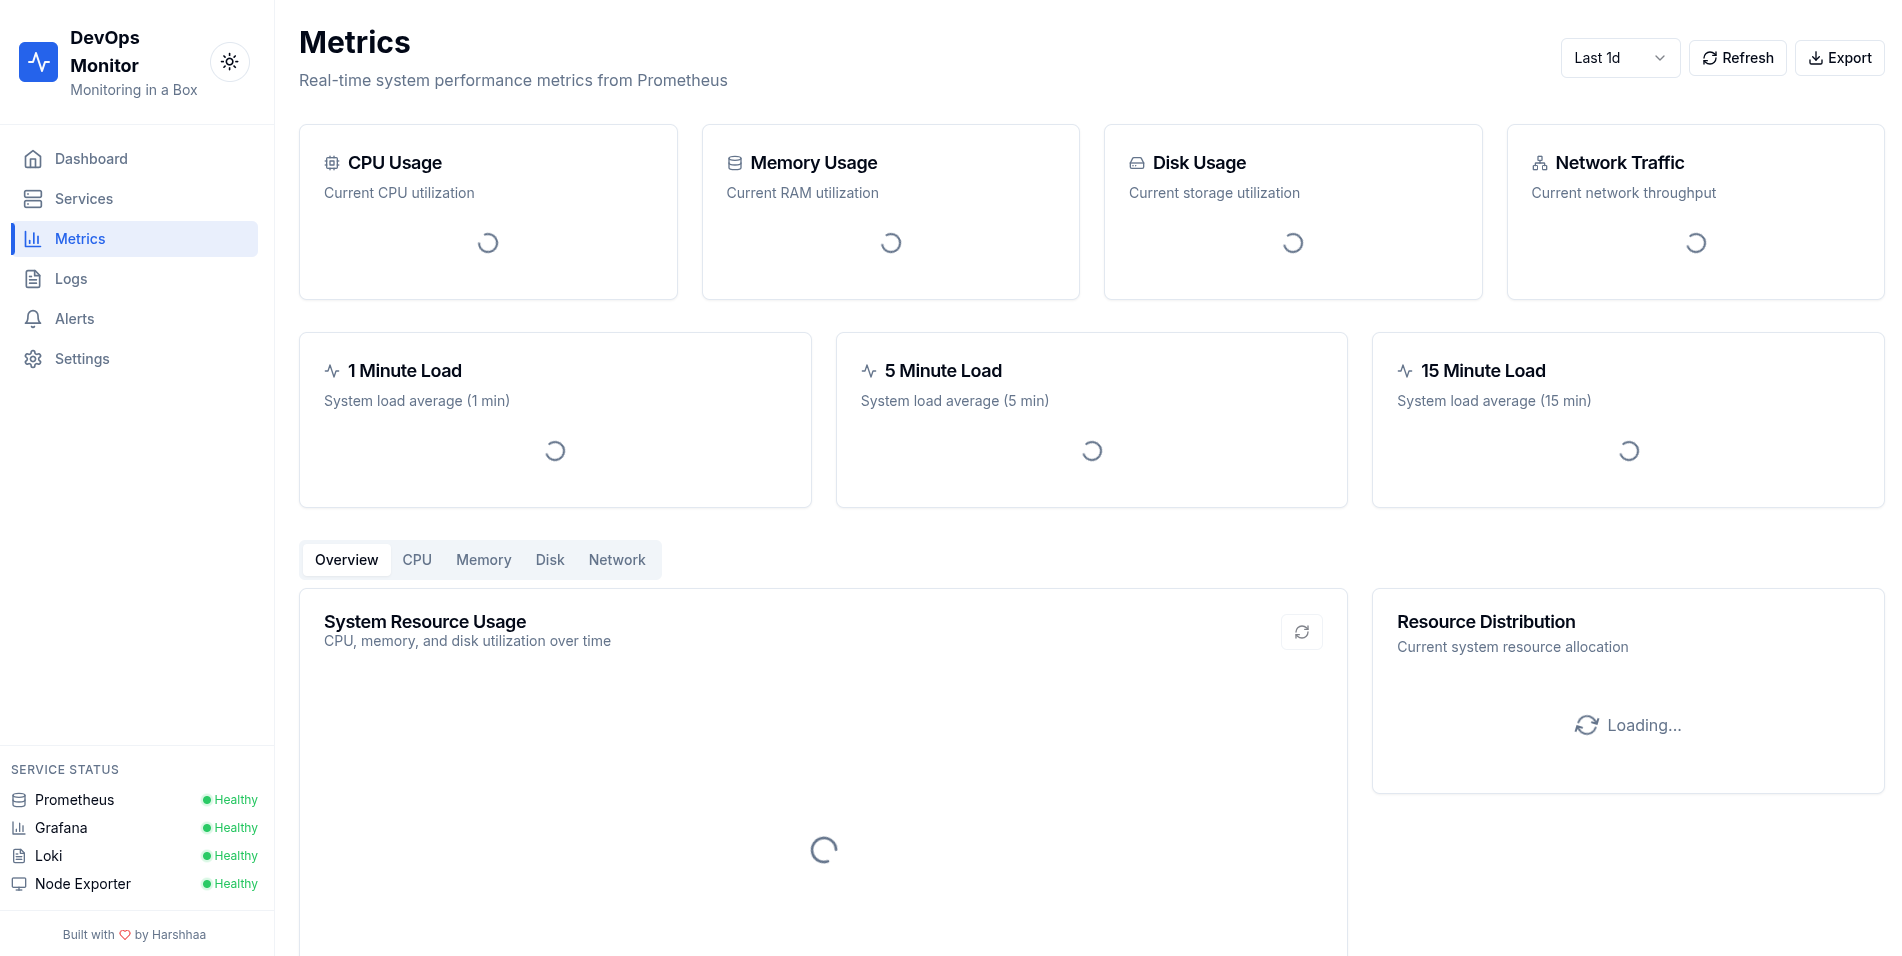 DevOps
Monitor
Monitoring in a Box
Dashboard
Services
Metrics
Logs
Alerts
Settings
SERVICE STATUS
Prometheus Healthy
Grafana Healthy
Loki Healthy
Node Exporter Healthy
Built with by Harshhaa
Metrics
Real-time system performance metrics from Prometheus
Last 1d
Refresh
Export
CPU Usage
Current CPU utilization
Memory Usage
Current RAM utilization
Disk Usage
Current storage utilization
Network Traffic
Current network throughput
1 Minute Load
System load average (1 min)
5 Minute Load
System load average (5 min)
15 Minute Load
System load average (15 min)
Overview CPU Memory Disk Network
System Resource Usage
CPU, memory, and disk utilization over time
Resource Distribution
Current system resource allocation
Loading...